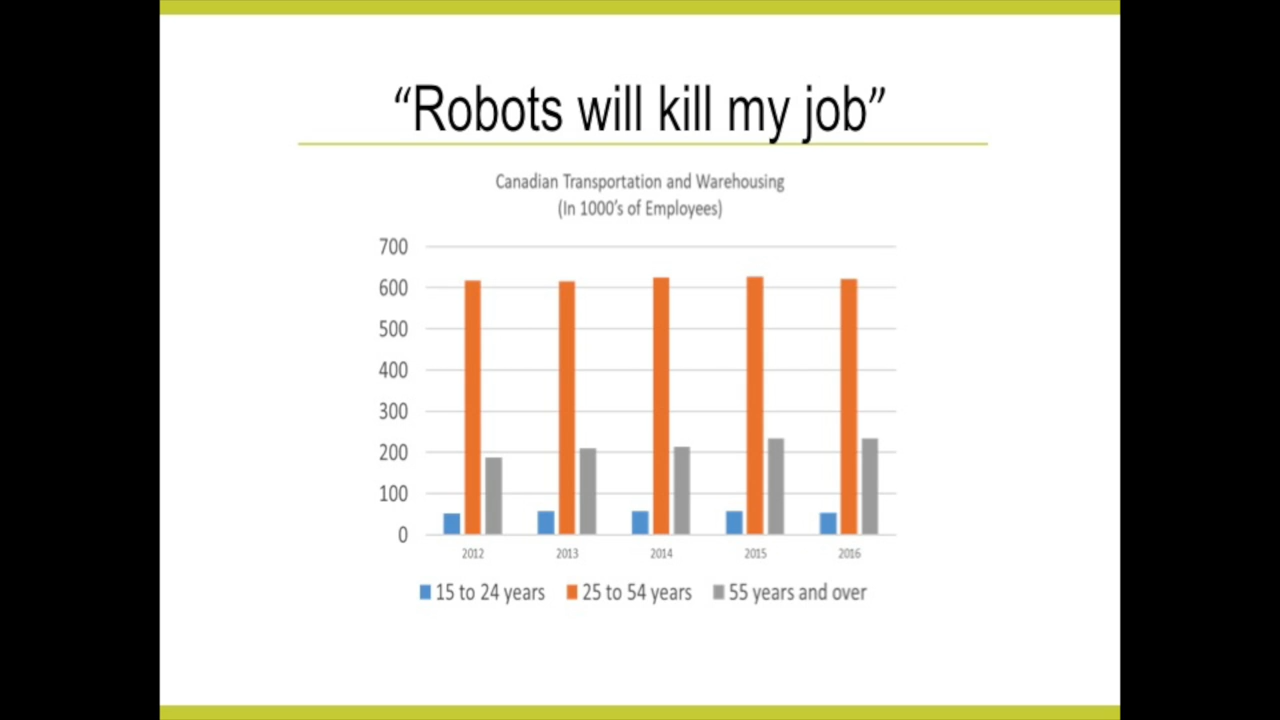 “Robots will kill my job”
Canadian Transportation and Warehousing
(In 1000’s of Employees)
700
600
500
400
300
200
100
0
2012 2013 2014 2015 2016
15 to 24 years 25 to 54 years 55 years and over